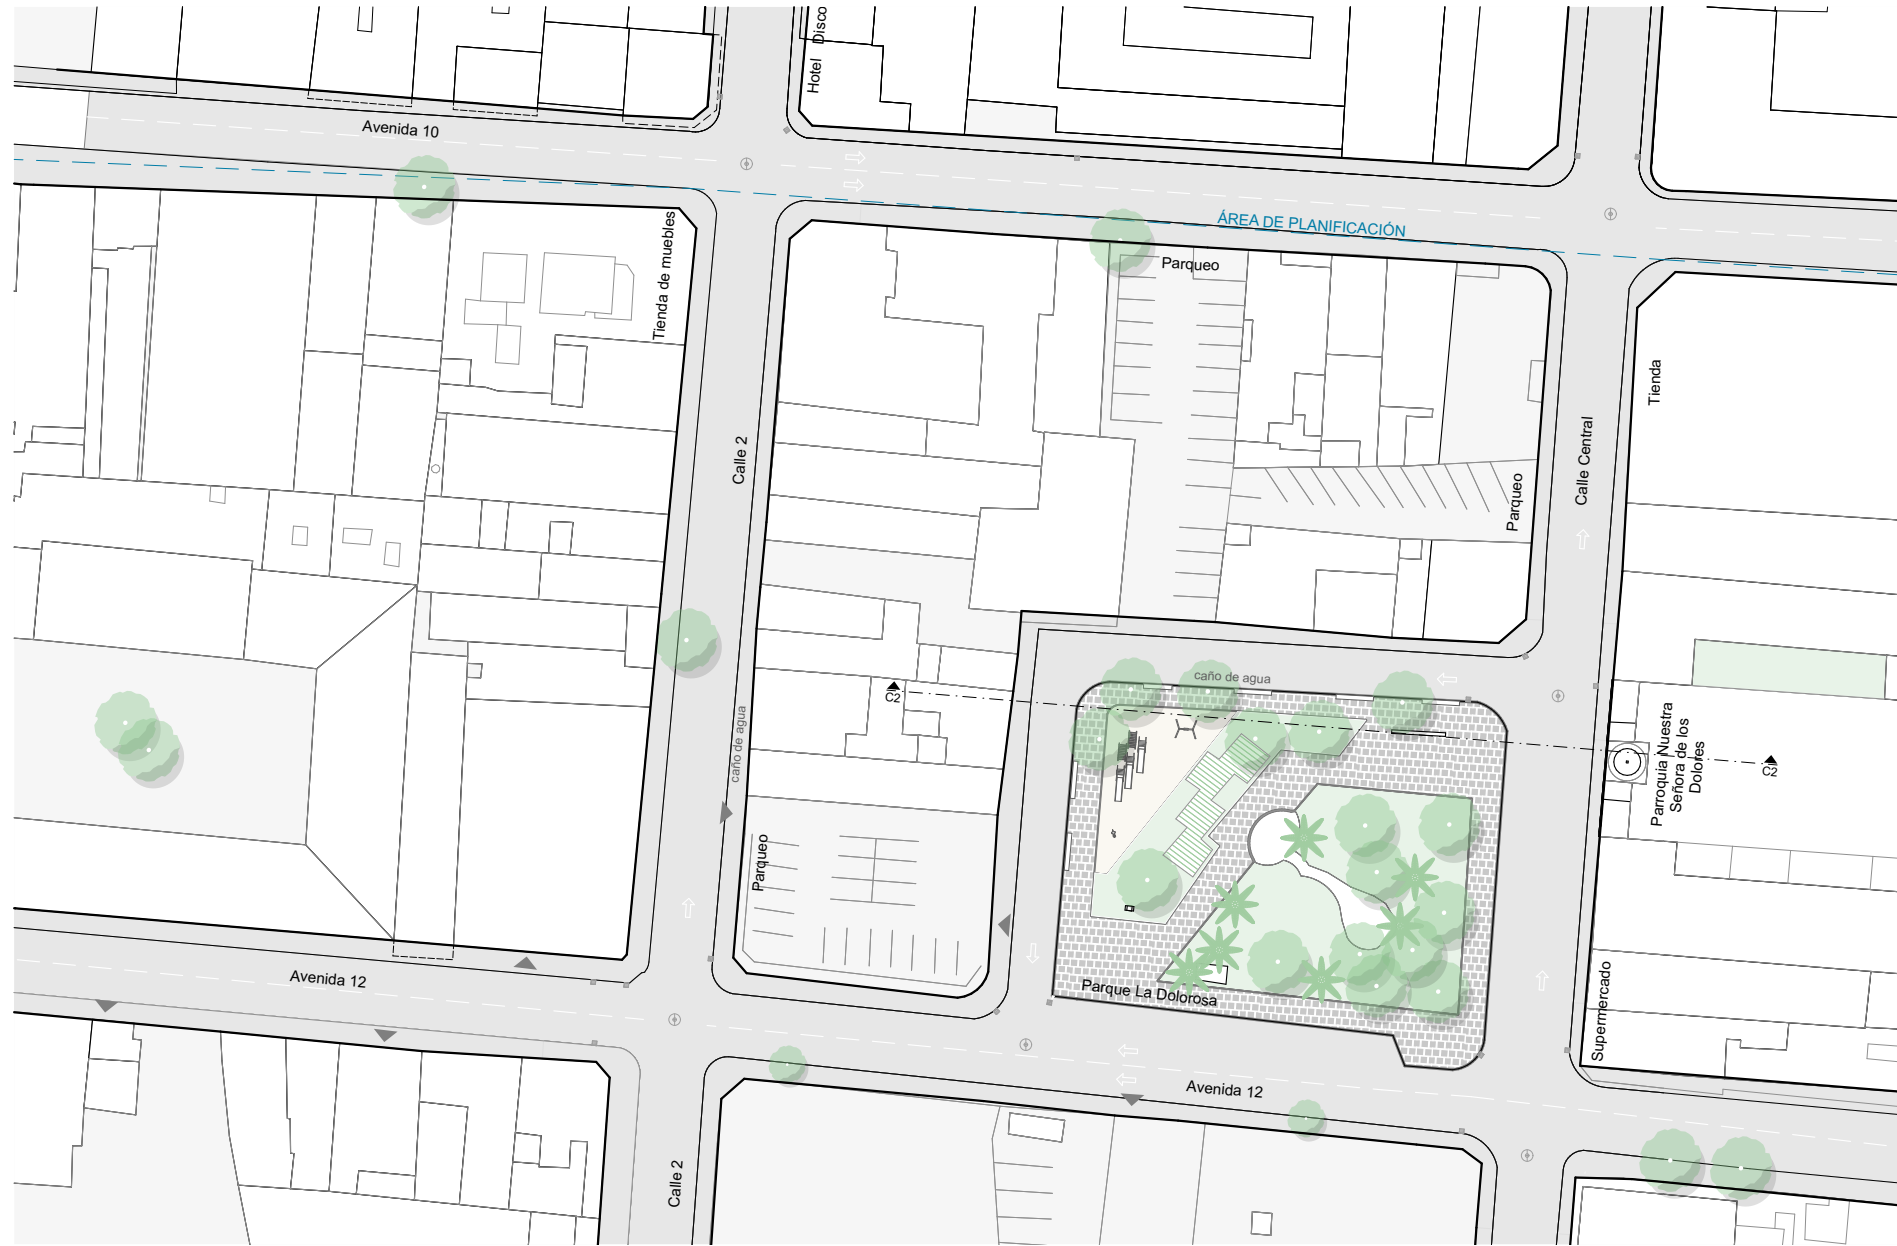 Hotel Disco
Avenida 10
ÁREA DE PLANIFICACIÓN
Parqueo
Tienda de muebles
Tienda
Calle 2
Calle Central
Parqueo
caño de agua
C2
Parroquia Nuestra
Señora de los
Dolores
C2
caño de agua
Parqueo
Avenida 12
Parque La Dolorosa
Supermercado
Avenida 12
Calle 2